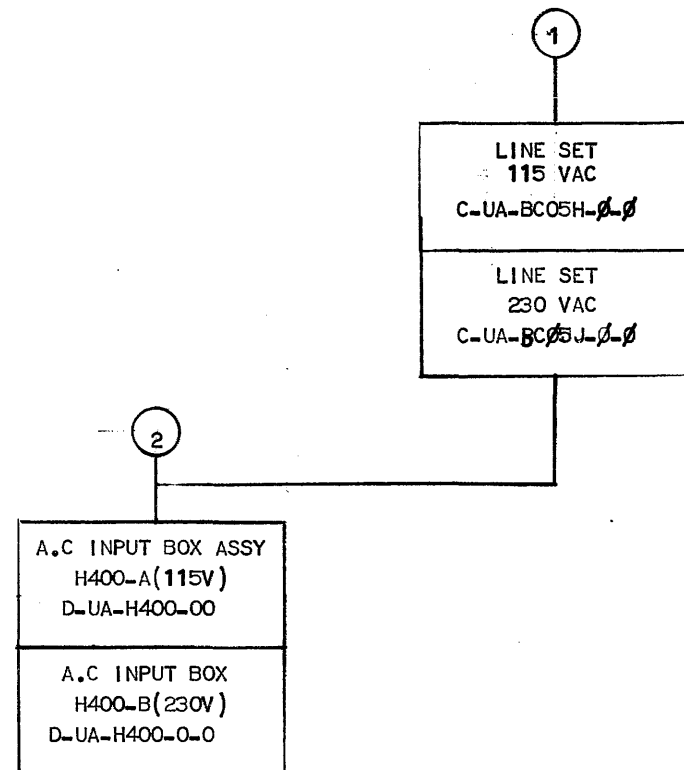 1
LINE SET
115 VAC
C-UA-BC05H-Ø-Ø
LINE SET
230 VAC
C-UA-BCØ5J-Ø-Ø
2
A.C INPUT BOX ASSY
H400-A(115V)
D-UA-H400-00
A.C INPUT BOX
H400-B(230V)
D-UA-H400-0-0